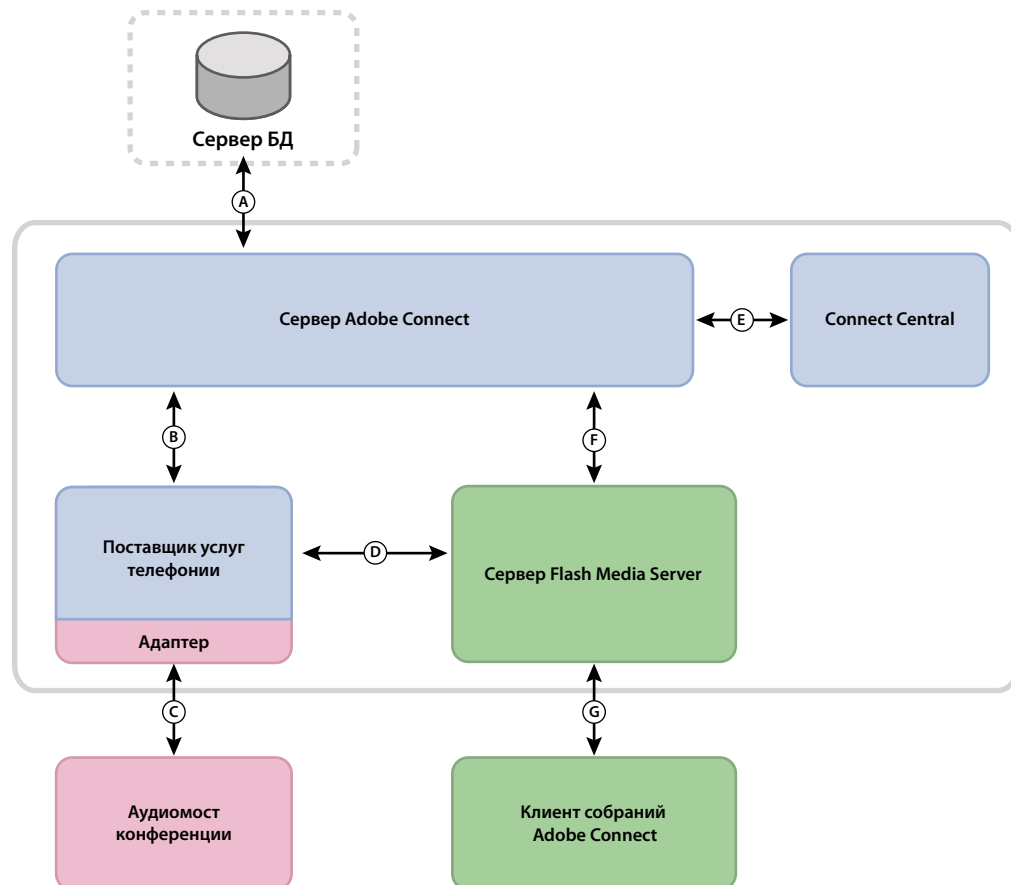 Сервер БД
A
Сервер Adobe Connect
E
Connect Central
B
F
Поставщик услуг
телефонии
D
Сервер Flash Media Server
Адаптер
C
G
Аудиомост
конференции
Клиент собраний
Adobe Connect